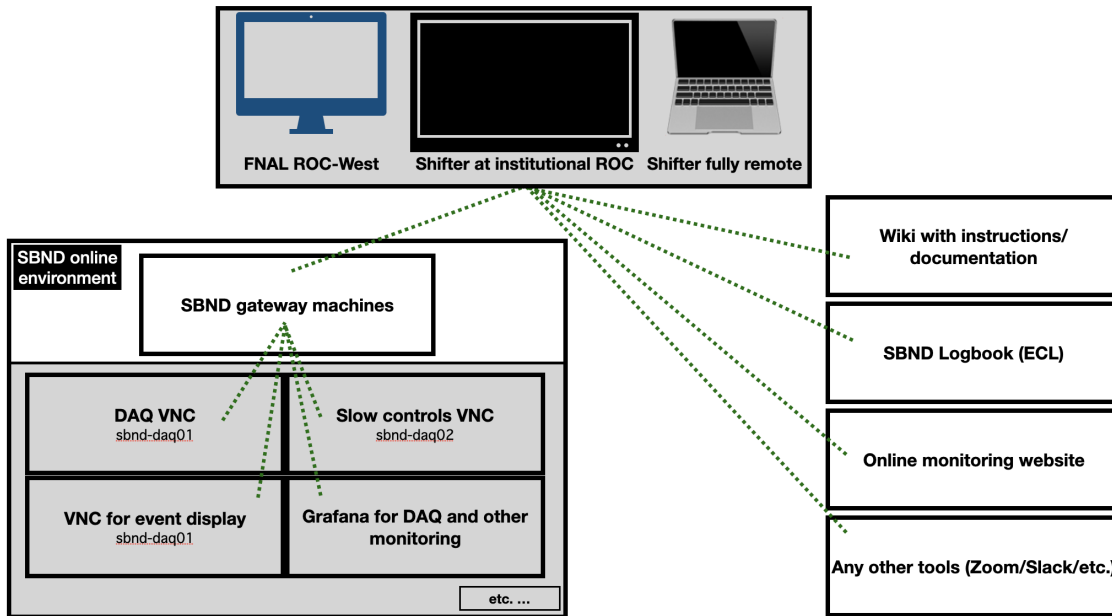 FNAL ROC-West
Shifter at institutional ROC
Shifter fully remote
SBND online
environment
SBND gateway machines
DAQ VNC
sbnd-daq01
Slow controls VNC
sbnd-daq02
VNC for event display
sbnd-daq01
Grafana for DAQ and other
monitoring
etc. ...
Wiki with instructions/
documentation
SBND Logbook (ECL)
Online monitoring website
Any other tools (Zoom/Slack/etc.)